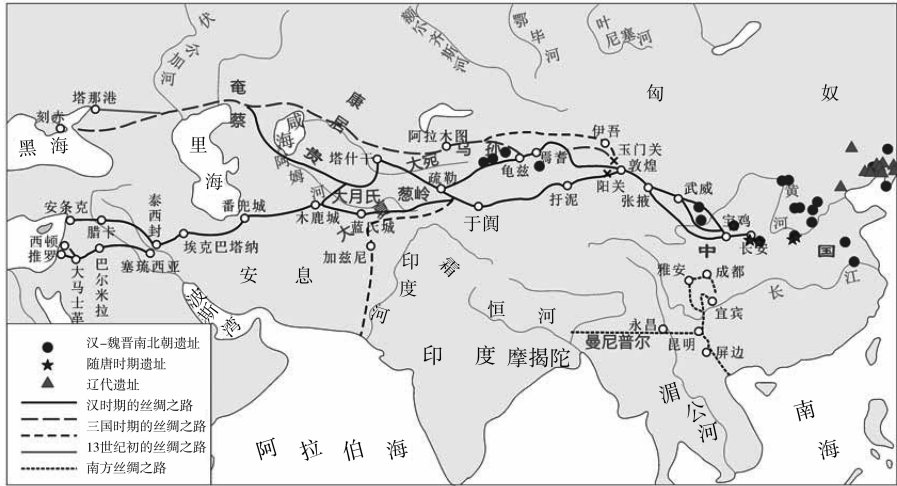 伏尔加河
额尔齐斯河
鄂毕河
叶尼塞河
匈奴
塔那港
刻赤
奄蔡
康居
黑海
里海
咸海
阿姆河
阿拉木图
乌孙
伊吾
玉门关
大宛
塔什干
龟兹
焉耆
敦煌
阳关
疏勒
葱岭
大月氏
安条克
腊卡
泰西封
番兜城
木鹿城
蓝氏城
于阗
扜泥
张掖
武威
宝鸡
长安
黄河
中国
西顿
推罗
大马士革
巴尔米拉
塞琉西亚
埃克巴塔纳
安息
加兹尼
印度河
恒河
雅安
成都
宜宾
长江
波斯湾
印度
摩揭陀
曼尼普尔
永昌
昆明
屏边
湄公河
南海
阿拉伯海
汉-魏晋南北朝遗址
随唐时期遗址
辽代遗址
汉时期的丝绸之路
三国时期的丝绸之路
13世纪初的丝绸之路
南方丝绸之路